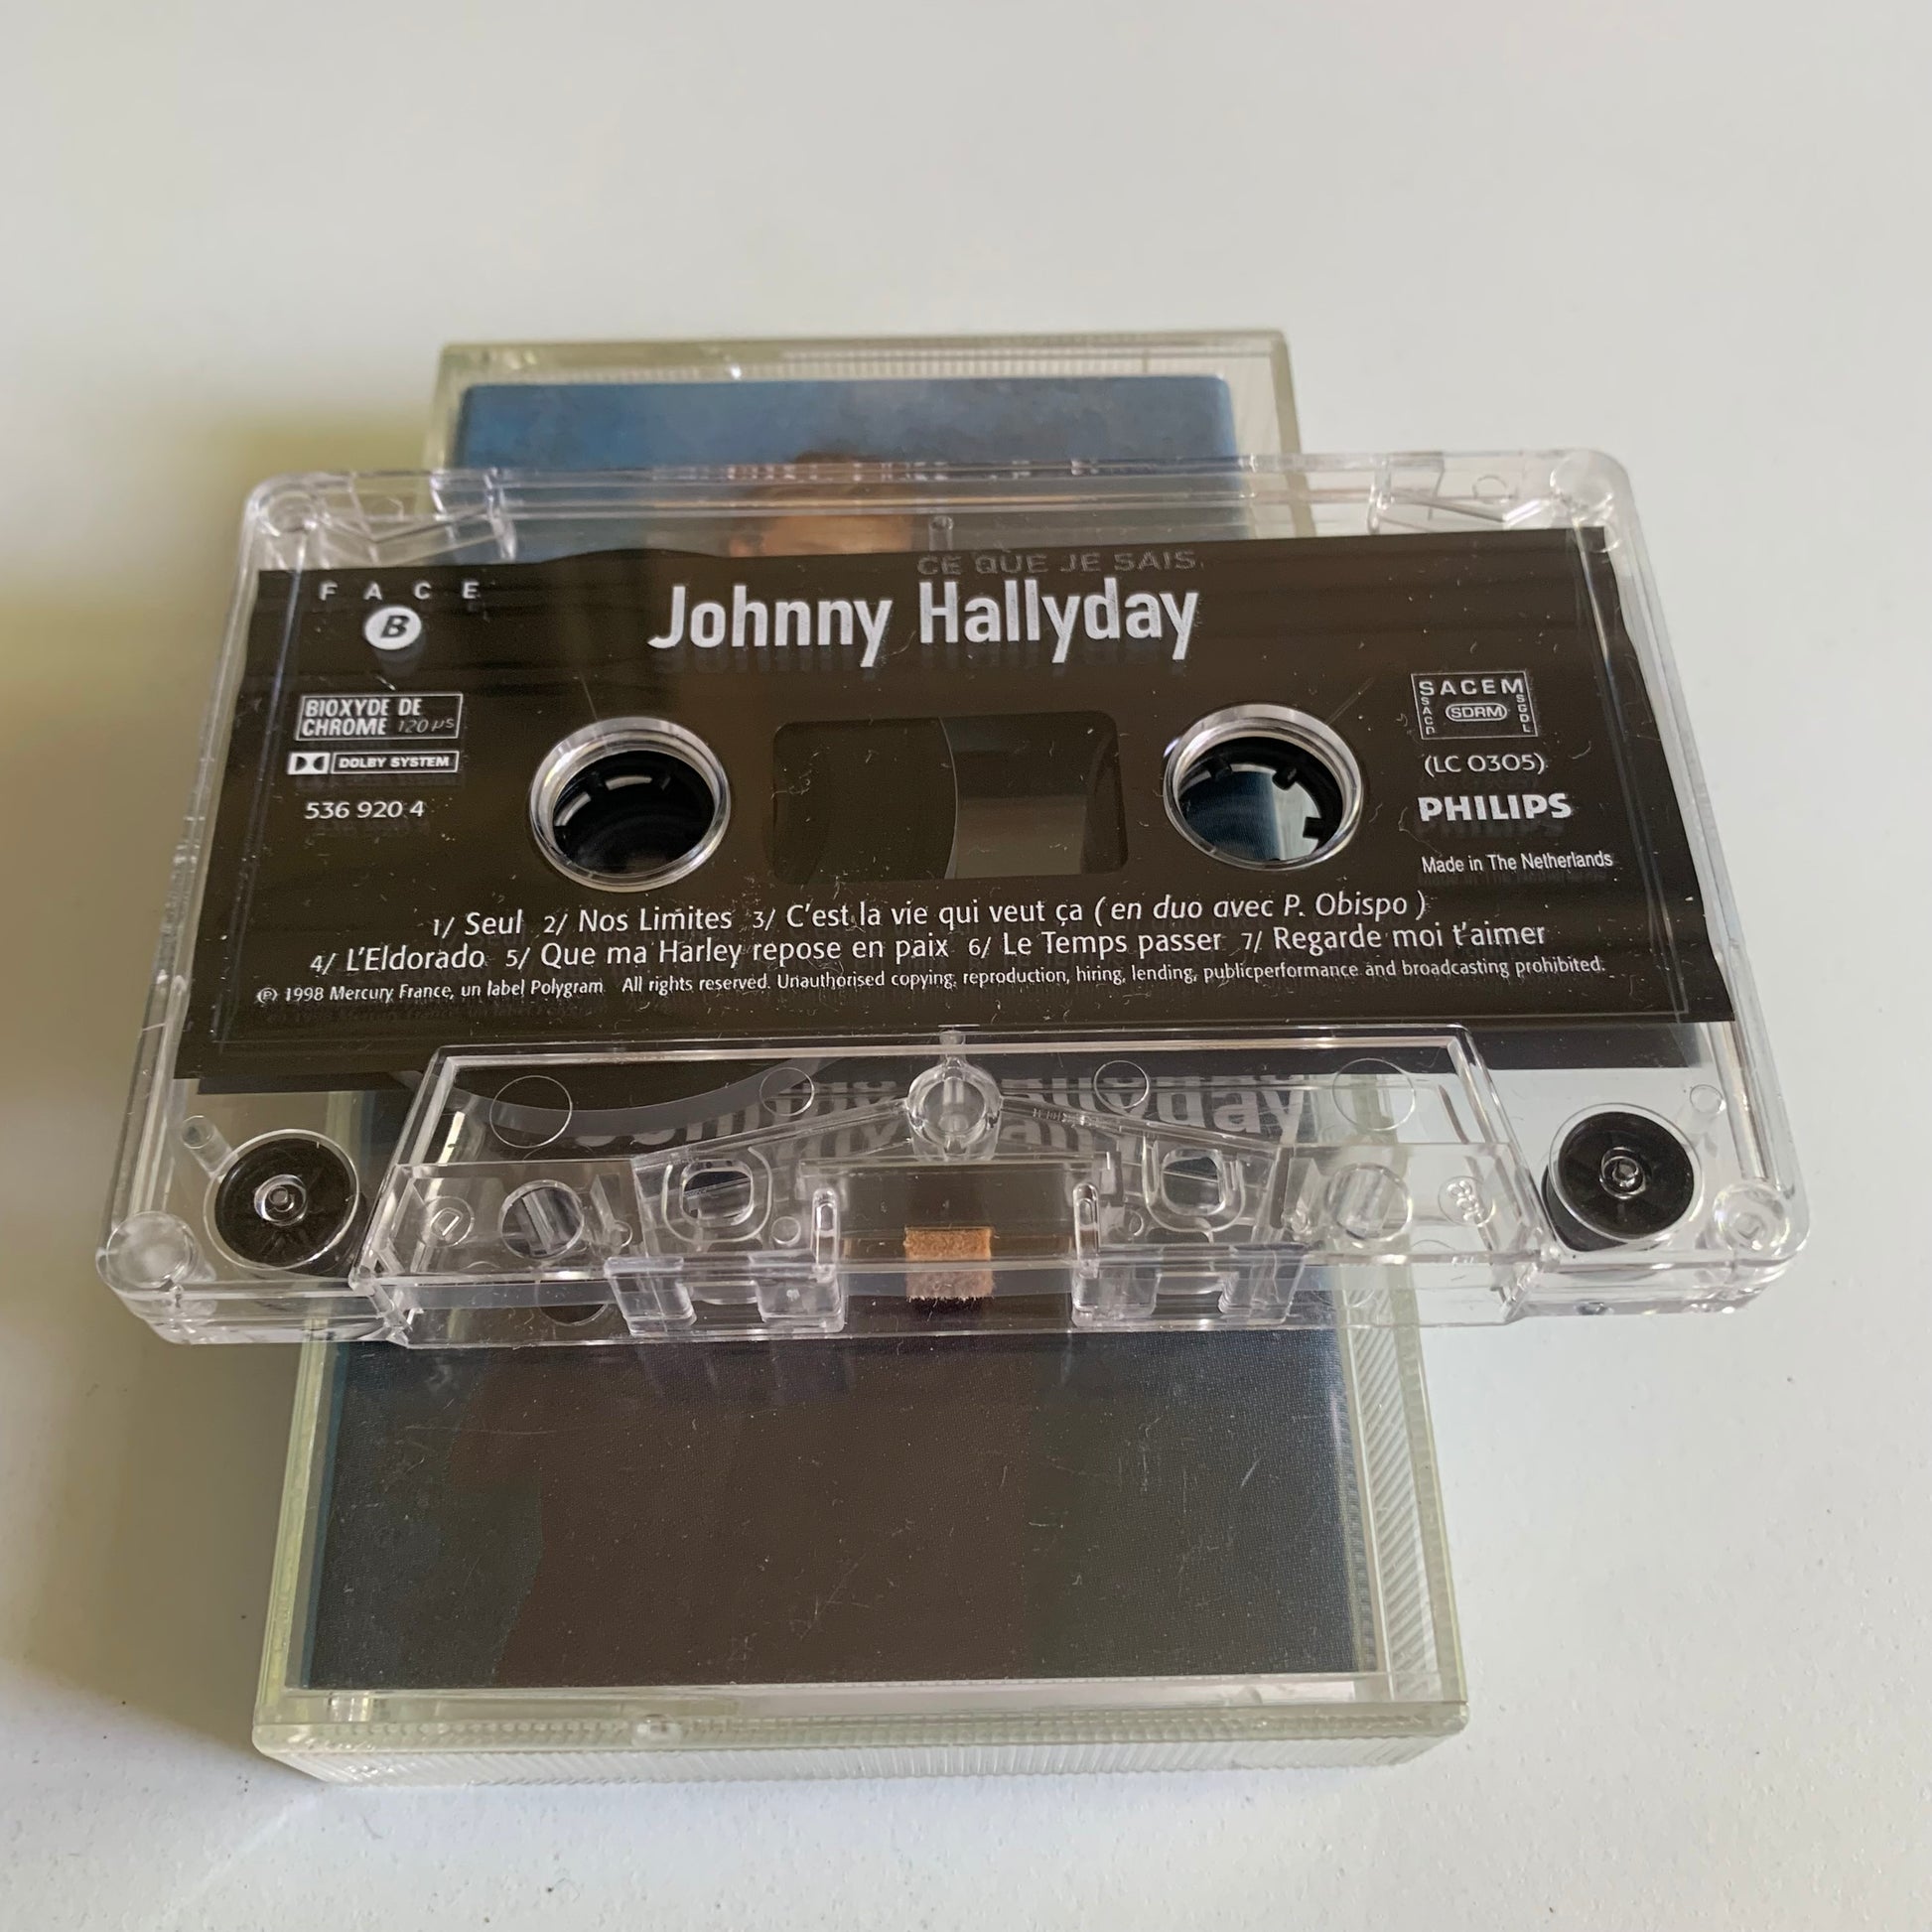 CE QUE JE SAIS
Johnny Hallyday
FACE
B
BIOXYDE DE
CHROME 120 µs
DOLBY SYSTEM
536 920 4
SACEM
SACD
SDRM
SGDL
(LC 0305)
PHILIPS
Made in The Netherlands
1/ Seul 2/ Nos Limites 3/ C'est la vie qui veut ça (en duo avec P. Obispo)
4/ L'Eldorado 5/ Que ma Harley repose en paix 6/ Le Temps passer 7/ Regarde moi t'aimer
℗ 1998 Mercury France, un label Polygram All rights reserved. Unauthorised copying, reproduction, hiring, lending, publicperformance and broadcasting prohibited.